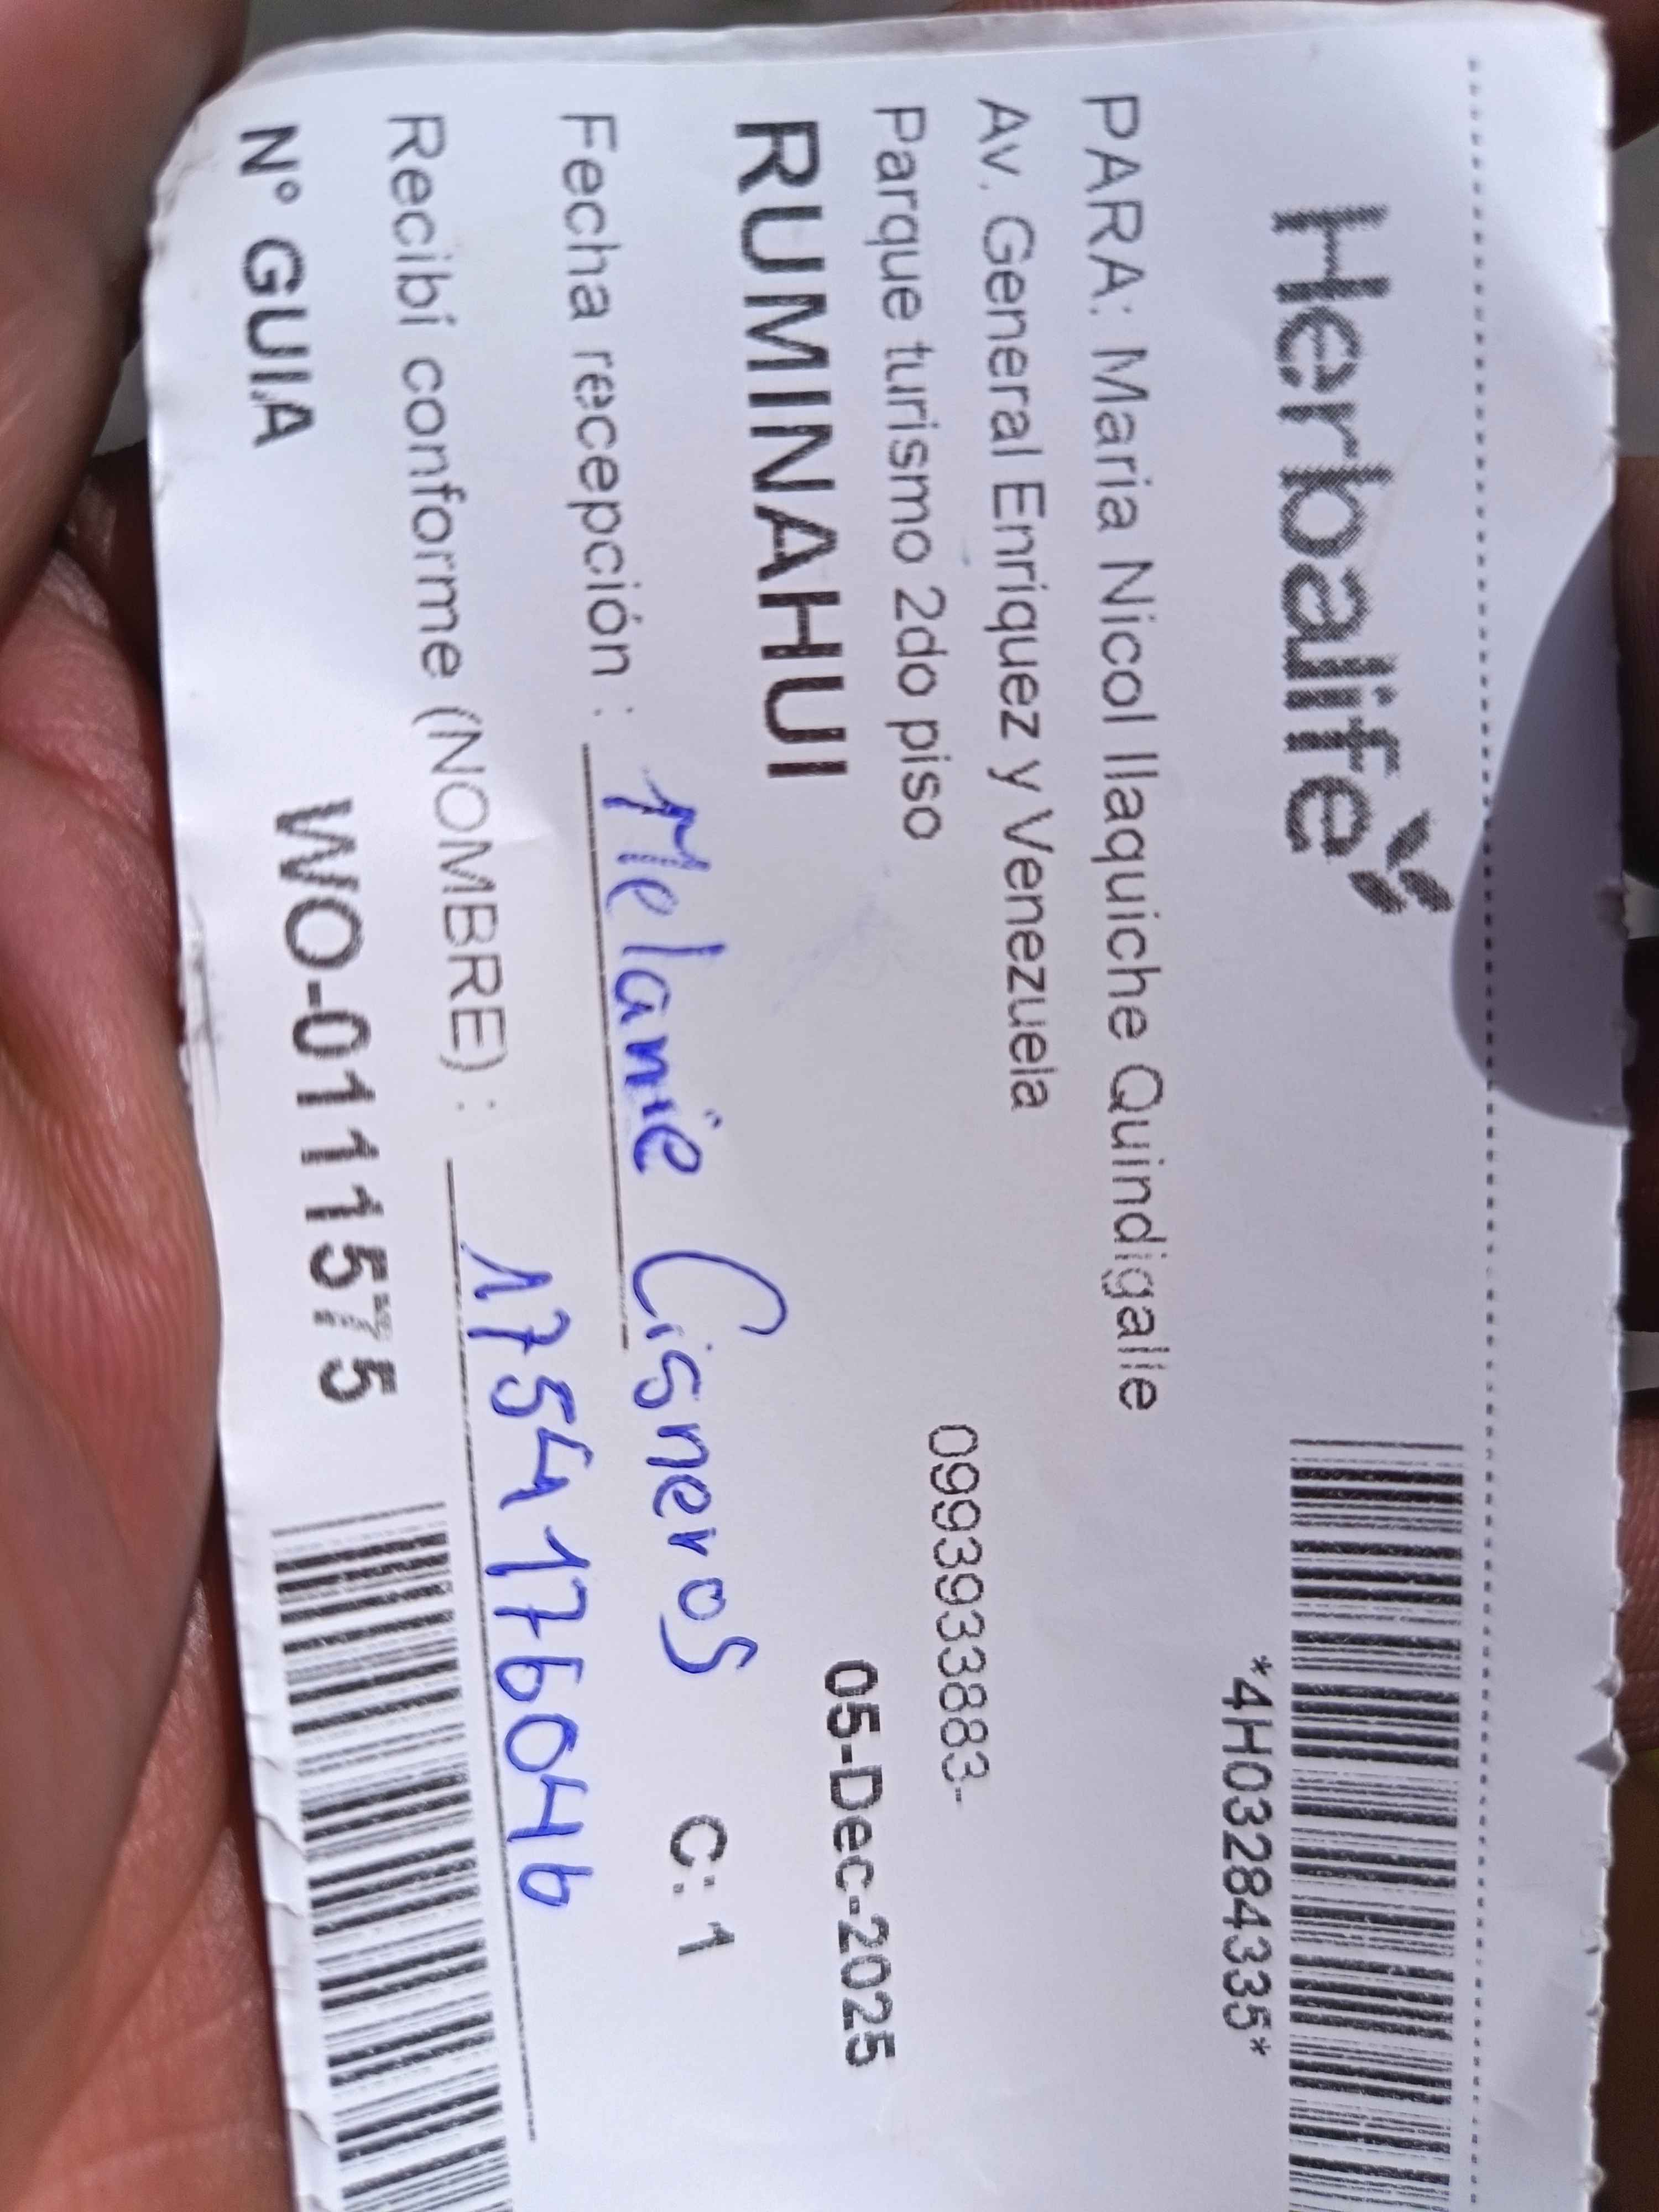 Herbalife
*4H03284335*
PARA: Maria Nicol Ilaquiche Quindigalle
Av. General Enriquez y Venezuela
Parque turismo 2do piso
0993933883-
RUMINAHUI
05-Dec-2025
Fecha recepción : Melanie Cisneros C: 1
Recibí conforme (NOMBRE) : 1754176046
N° GUIA WO-0111575